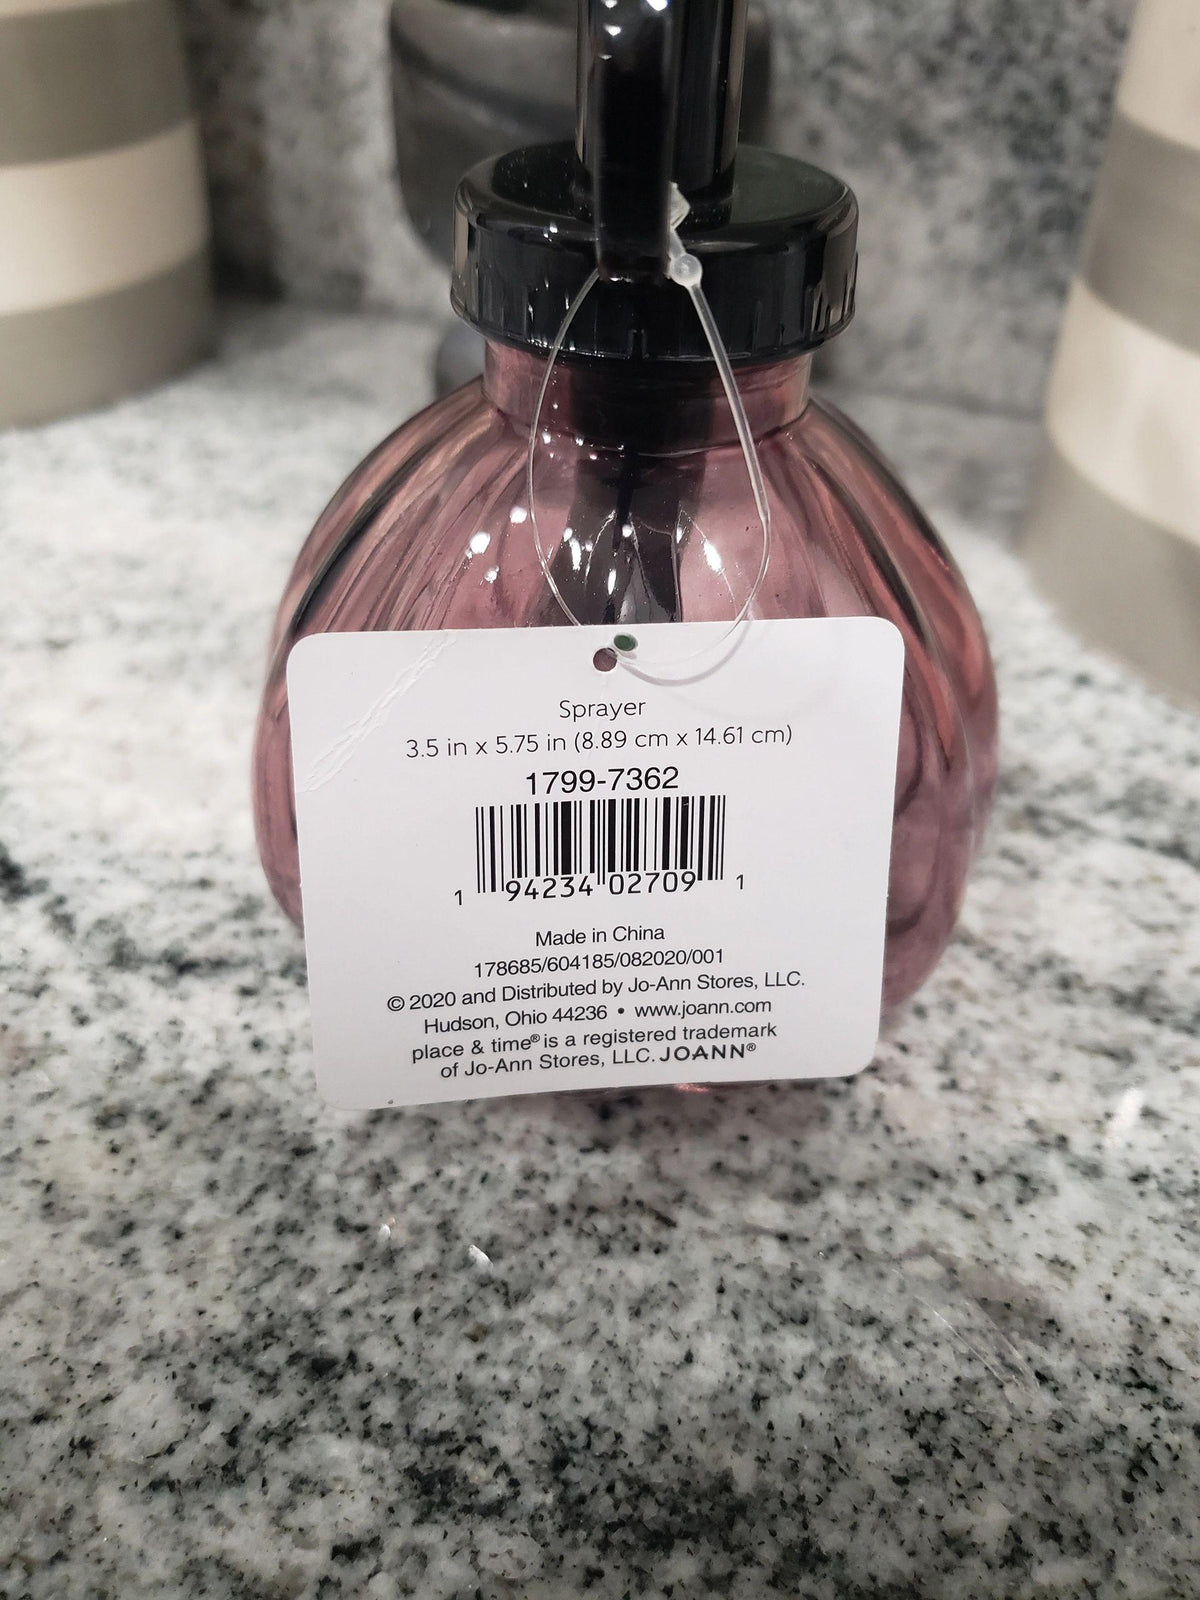 Sprayer
3.5 in x 5.75 in (8.89 cm x 14.61 cm)
1799-7362
1 94234 02709 1
Made in China
178685/604185/082020/001
© 2020 and Distributed by Jo-Ann Stores, LLC.
Hudson, Ohio 44236 • www.joann.com
place & time® is a registered trademark
of Jo-Ann Stores, LLC. JOANN®